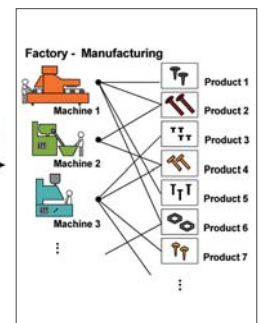 Factory - Manufacturing
Product 1
Machine 1
Product 2
Product 3
Machine 2
Product 4
Product 5
Machine 3
Product 6
Product 7